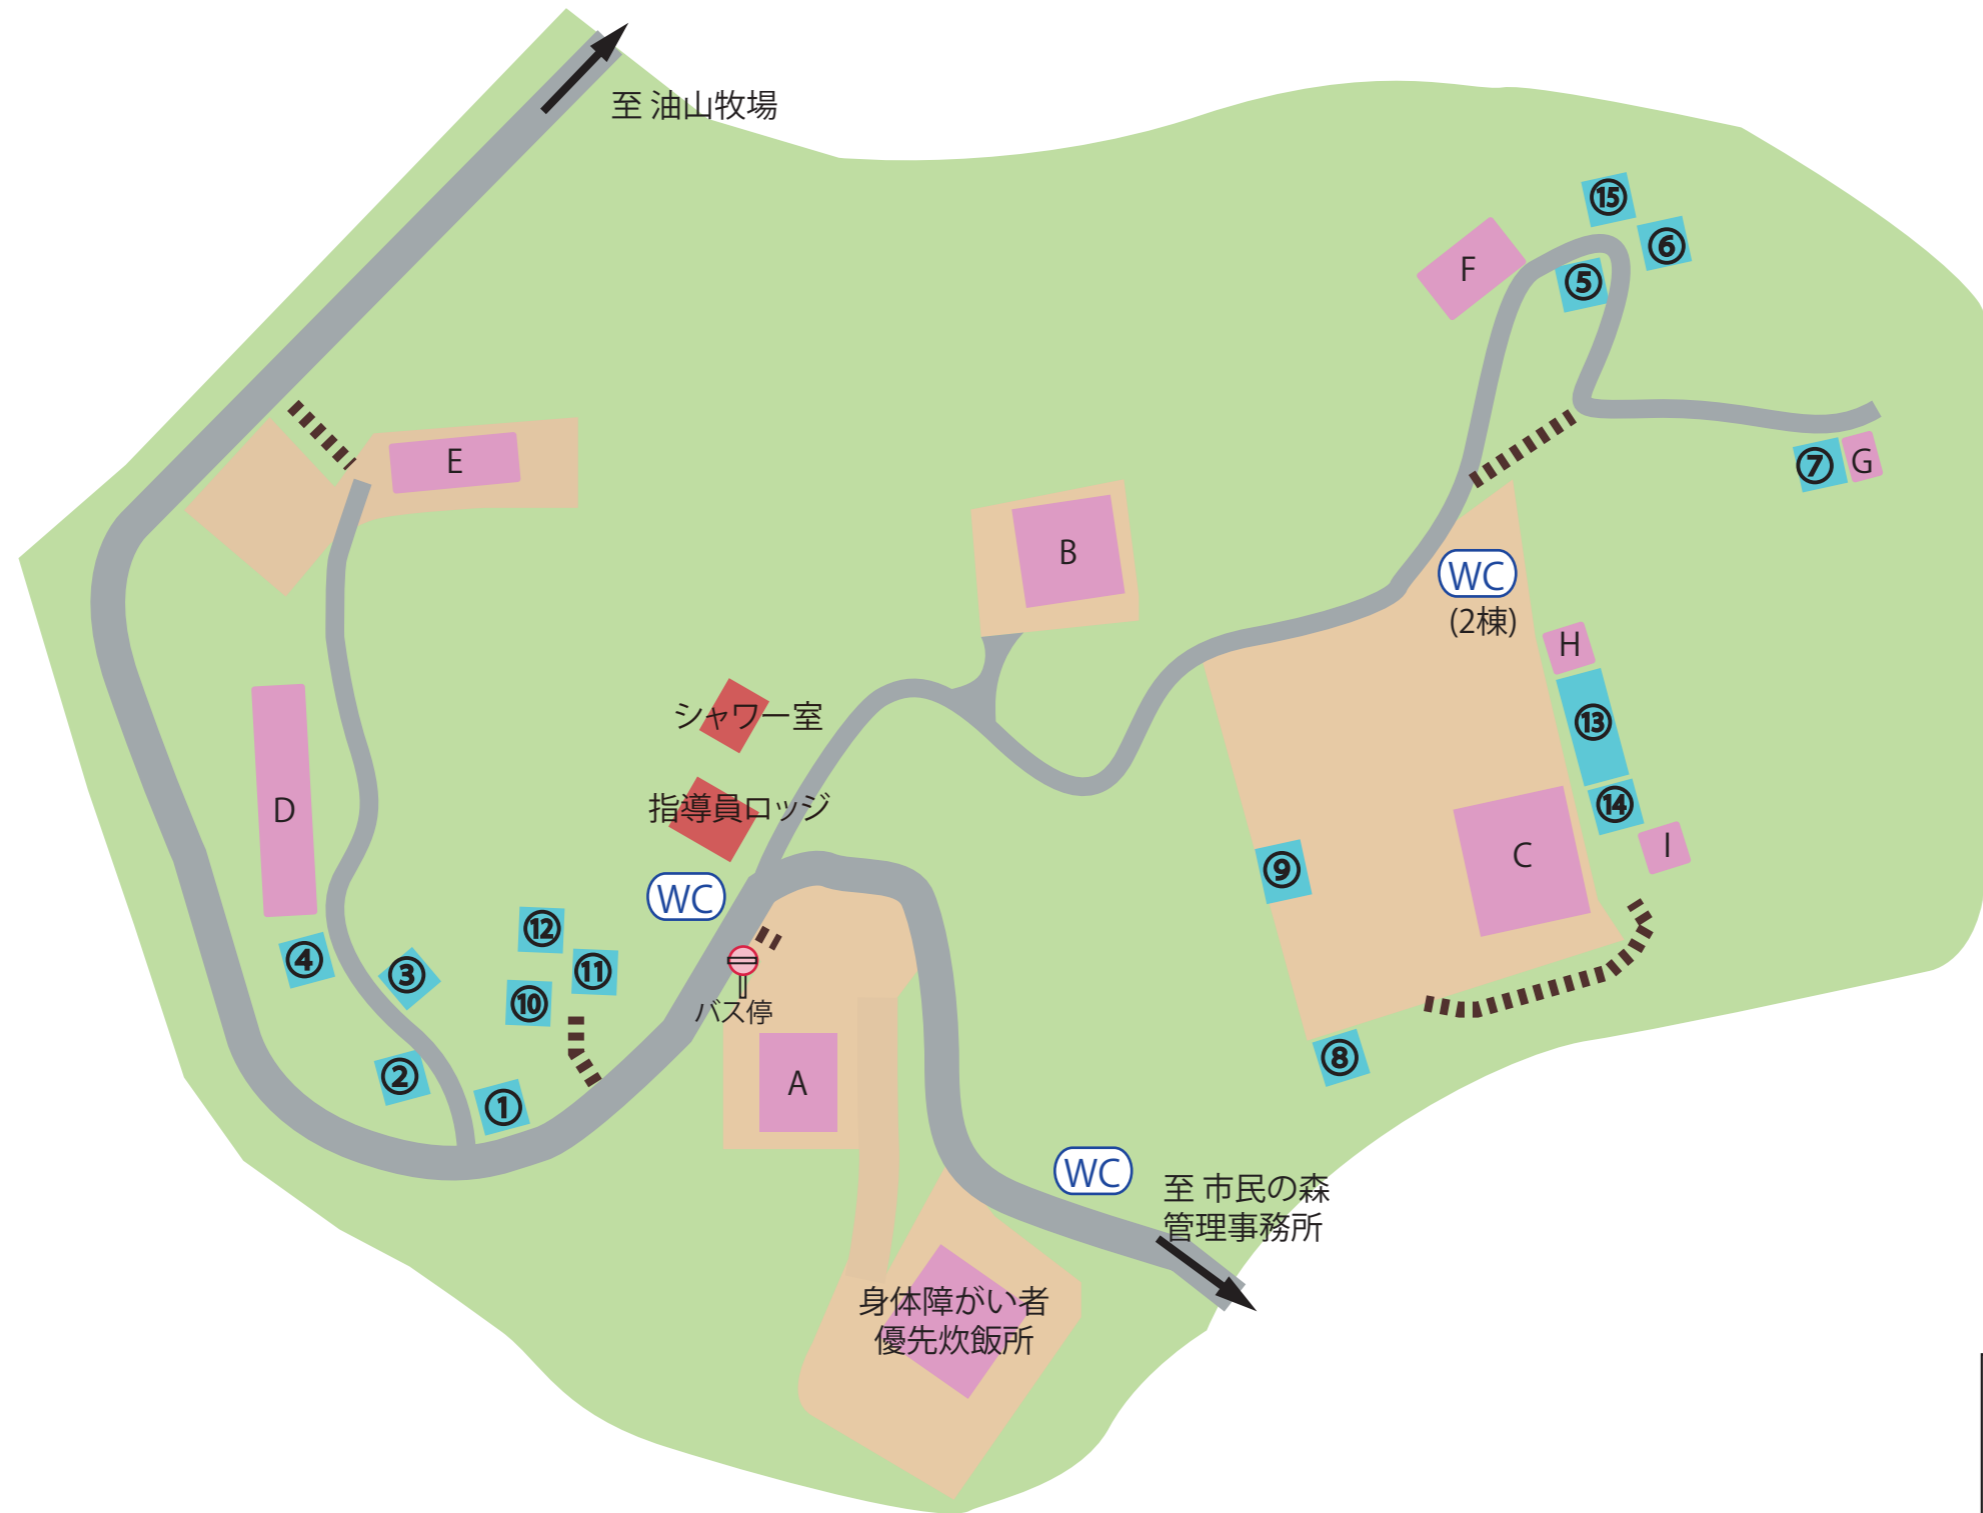 至 油山牧場
⑮
⑥
F
⑤
E
⑦
G
B
WC
(2棟)
H
シャワー室
⑬
指導員ロッジ
D
⑭
C
I
⑨
WC
⑫
④
③
⑪
⑩
バス停
⑧
②
A
①
WC
至 市民の森
管理事務所
身体障がい者
優先炊飯所